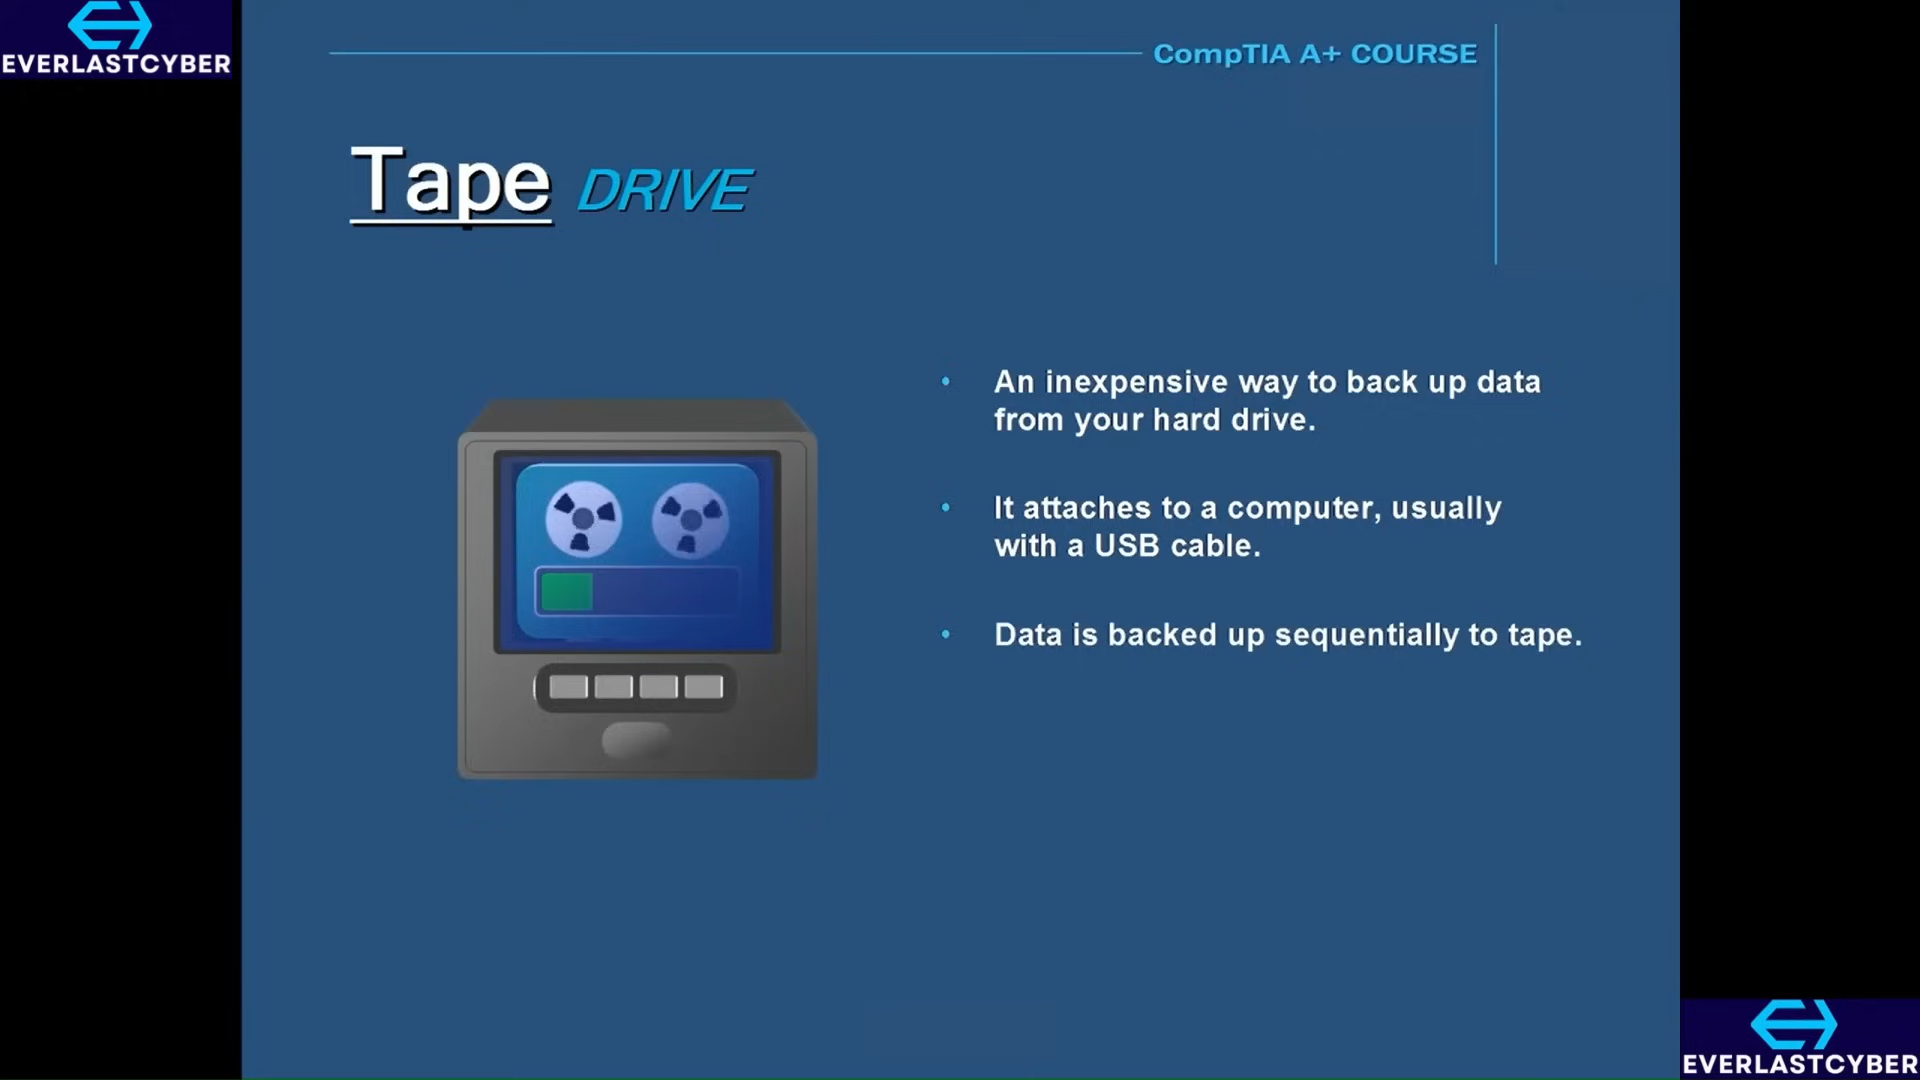 EVERLASTCYBER
CompTIA A+ COURSE
Tape DRIVE
• An inexpensive way to back up data
from your hard drive.
• It attaches to a computer, usually
with a USB cable.
• Data is backed up sequentially to tape.
EVERLASTCYBER